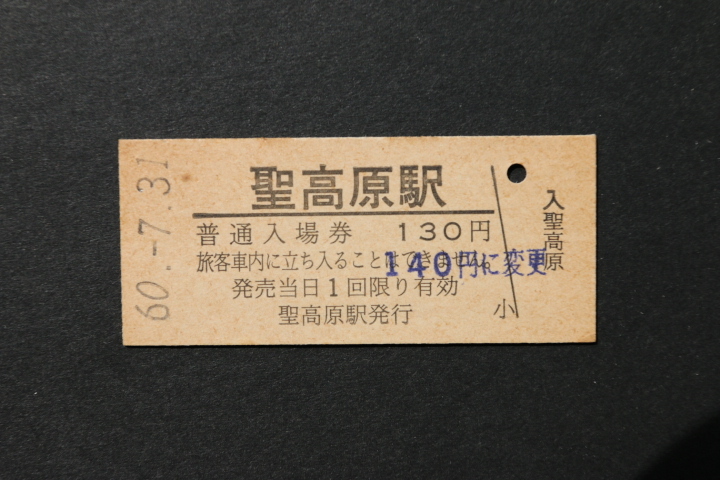 60.-7.31
聖高原駅
普通入場券 130円
旅客車内に立ち入ることはできません。
140円に変更
発売当日1回限り有効
聖高原駅発行
小
入聖高原